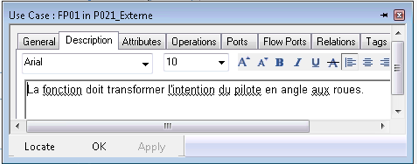 Use Case : FP01 in P021_Externe
General Description Attributes Operations Ports Flow Ports Relations Tags
Arial 10 A A B I U A
La fonction doit transformer l'intention du pilote en angle aux roues.
Locate OK Apply